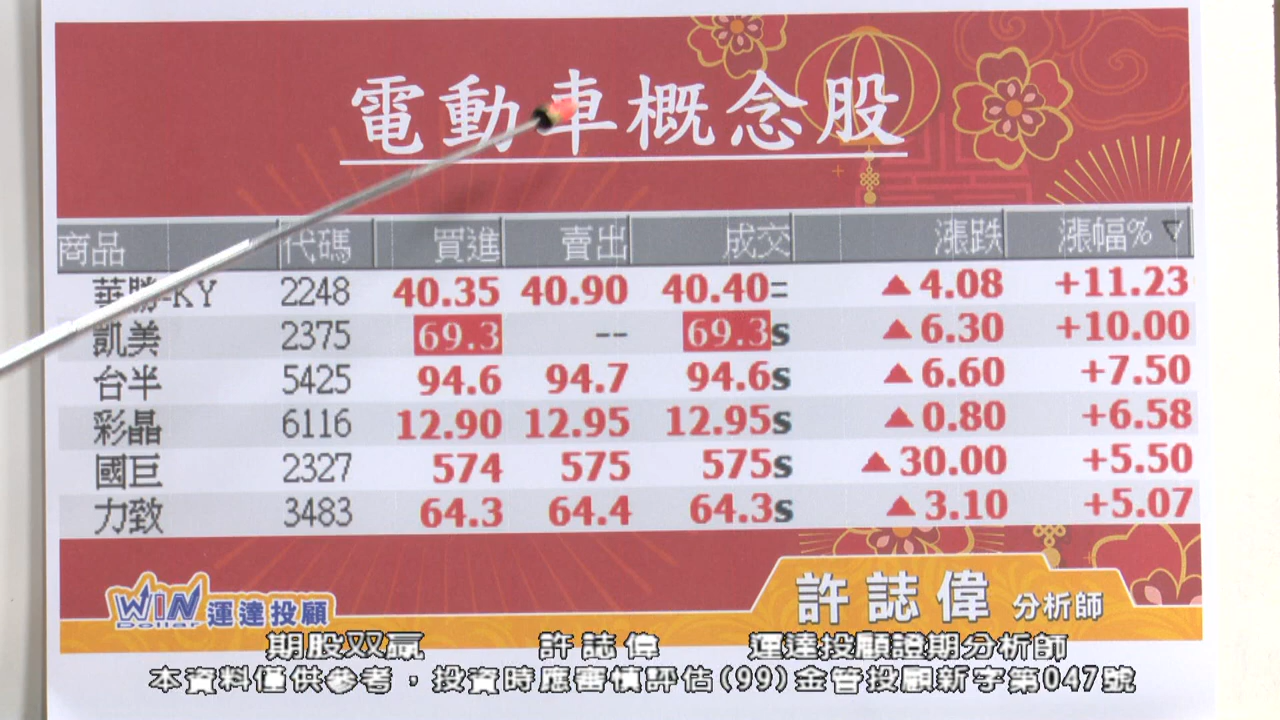 電動車概念股
商品 代碼 買進 賣出 成交 漲跌 漲幅% ▽
華勝-KY 2248 40.35 40.90 40.40= ▲4.08 +11.23
凱美 2375 69.3 -- 69.3s ▲6.30 +10.00
台半 5425 94.6 94.7 94.6s ▲6.60 +7.50
彩晶 6116 12.90 12.95 12.95s ▲0.80 +6.58
國巨 2327 574 575 575s ▲30.00 +5.50
力致 3483 64.3 64.4 64.3s ▲3.10 +5.07
WIN DOLLAR 運達投顧
許誌偉 分析師
期股双贏 許誌偉 運達投顧證期分析師
本資料僅供參考，投資時應審慎評估(99)金管投顧新字第047號